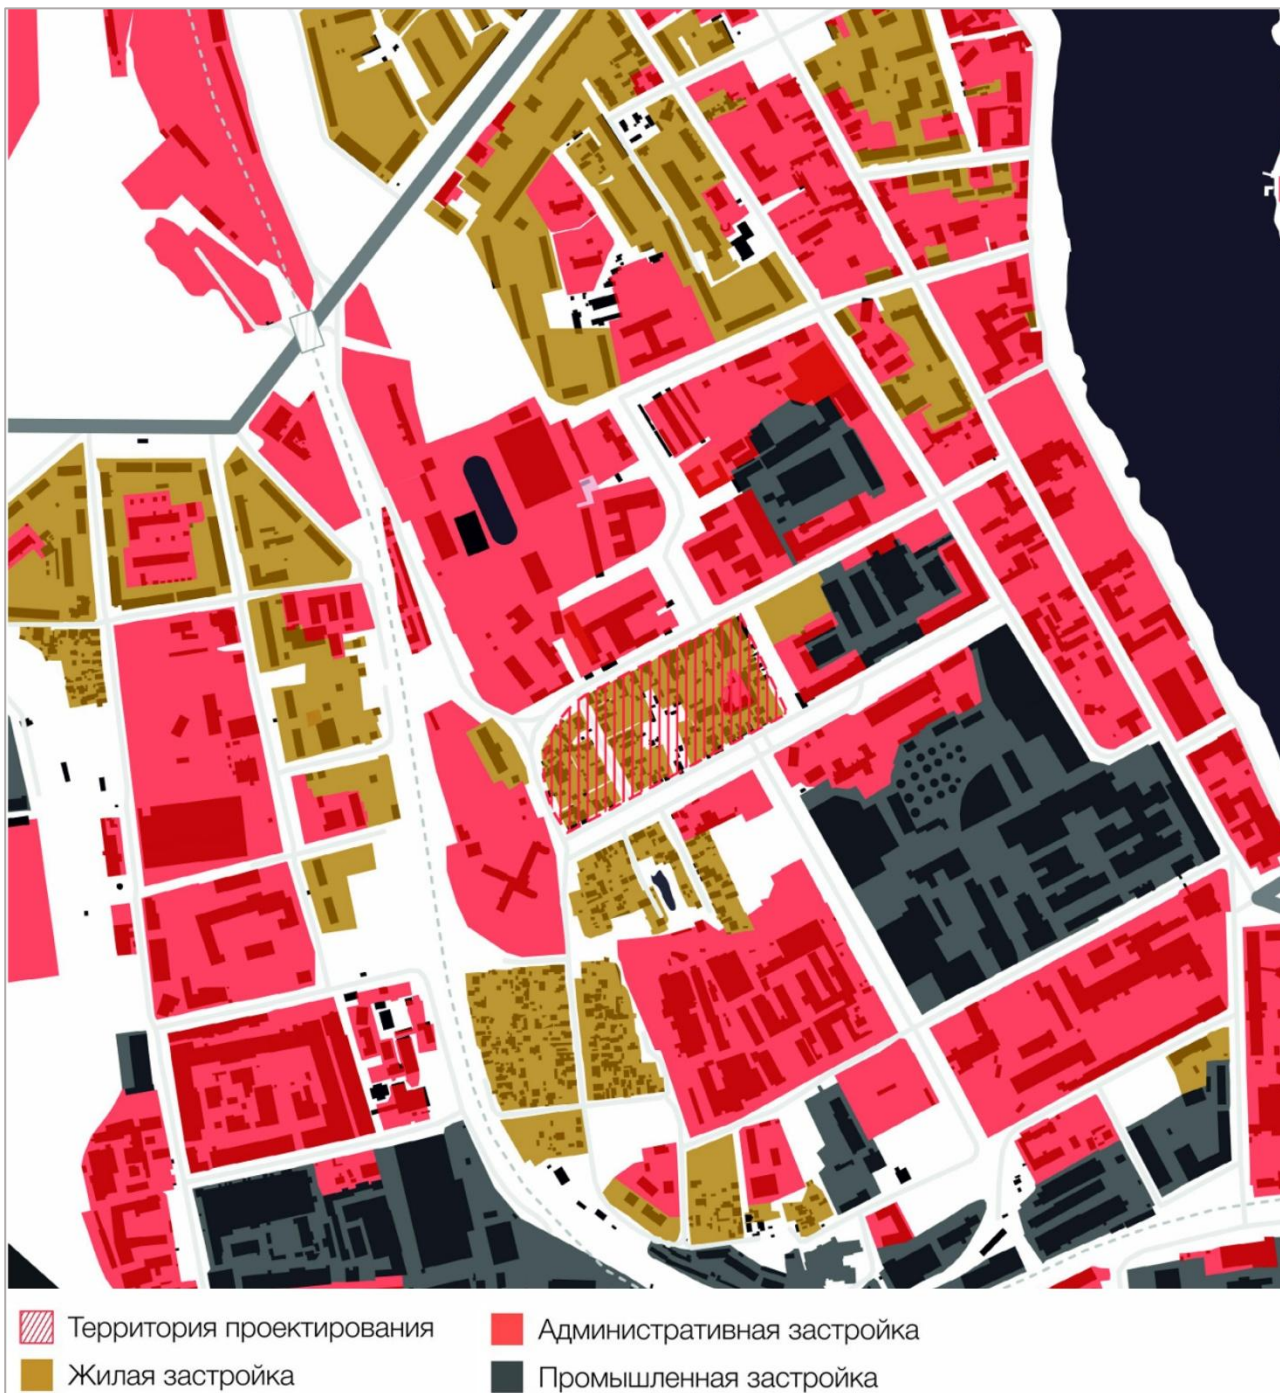 Территория проектирования
Жилая застройка
Административная застройка
Промышленная застройка